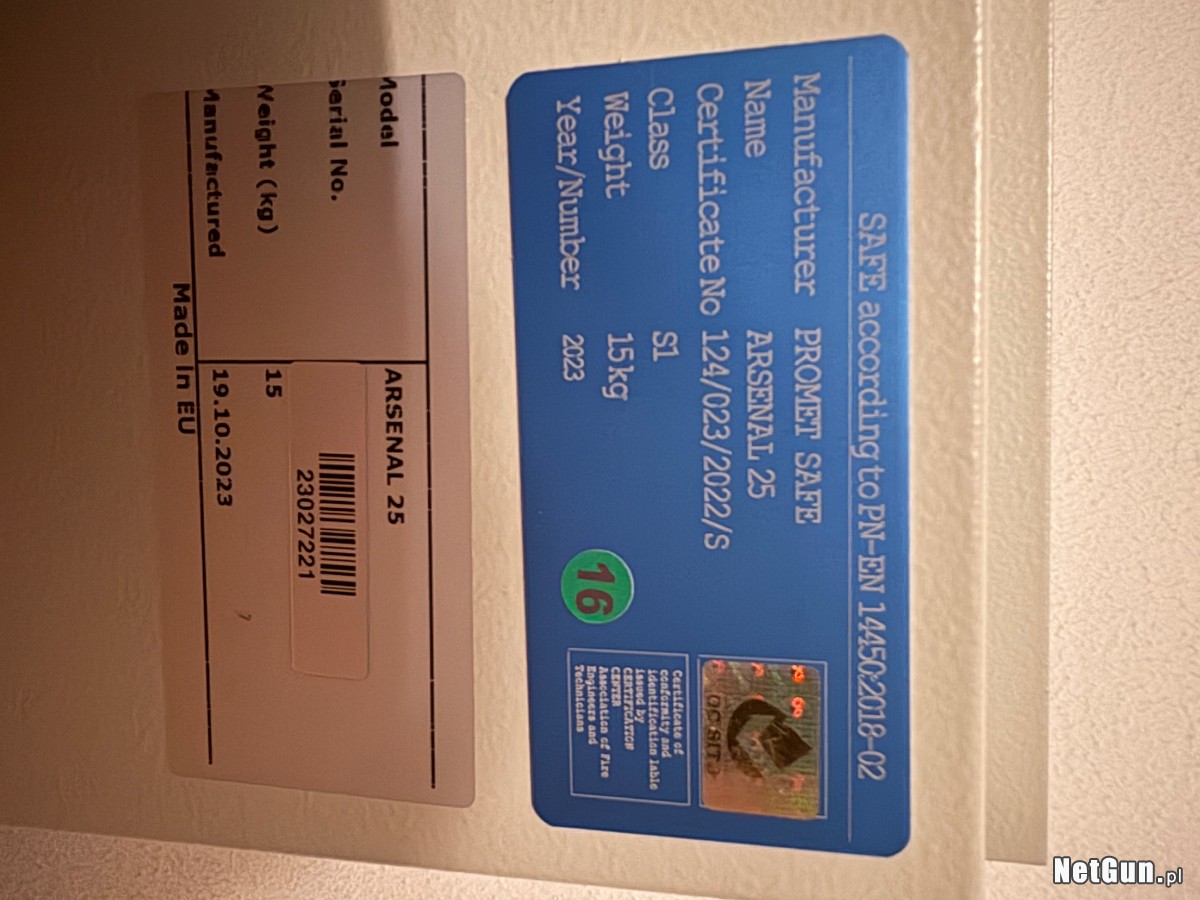 SAFE according to PN-EN 14450:2018-02
Manufacturer PROMET SAFE
Name ARSENAL 25
Certificate No 124/023/2022/S
Class S1
Weight 15kg
Year/Number 2023
16
Certificate of
conformity and
identification lable
issued by
CERTIFICATION
CENTER
Association of Fire
Engineers and
Technicians
Model ARSENAL 25
Serial No.
23027221
Weight (kg) 15
Manufactured 19.10.2023
Made in EU
NetGun.pl